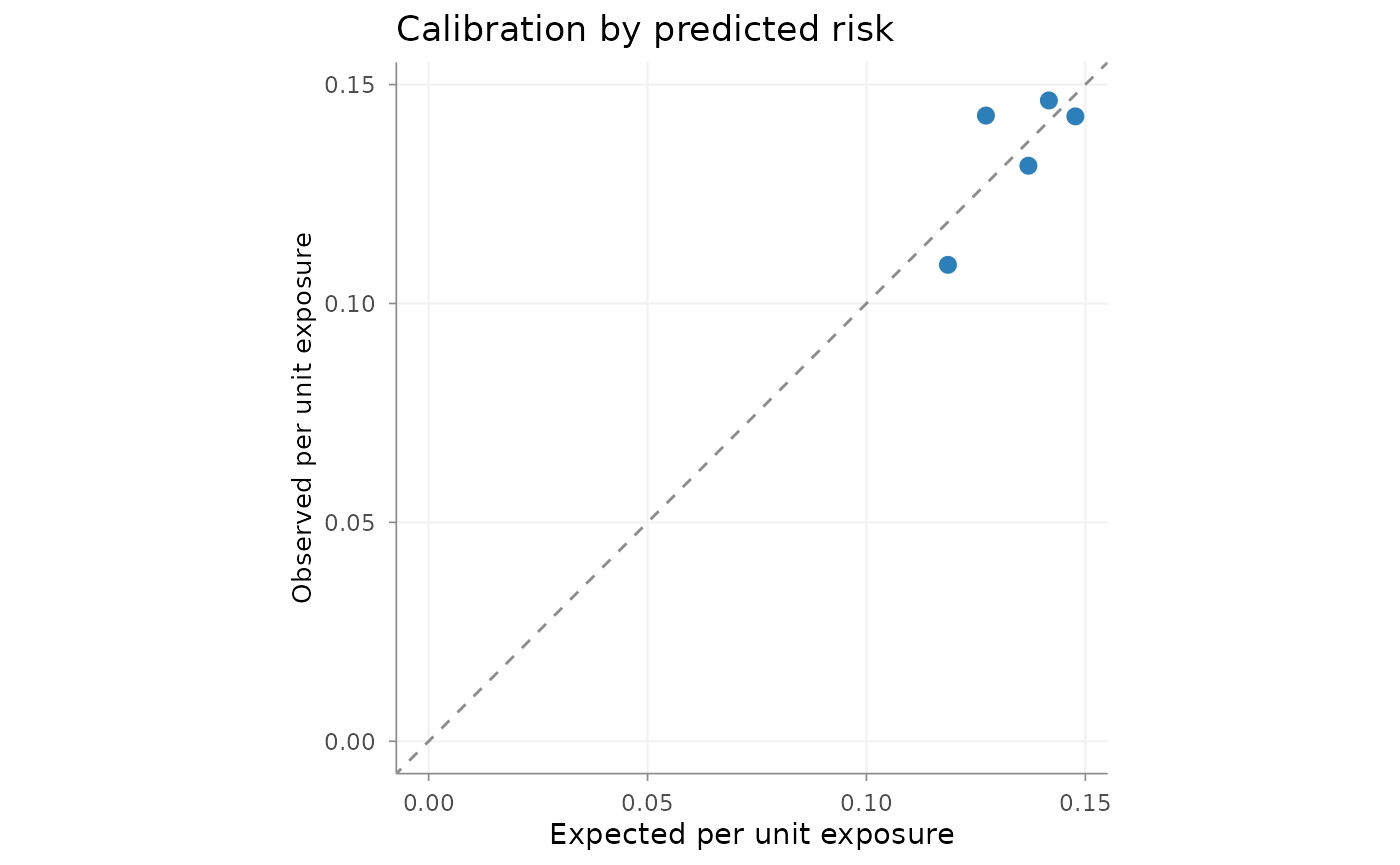 Calibration by predicted risk
0.15
0.10
0.05
0.00
Observed per unit exposure
0.00
0.05
0.10
0.15
Expected per unit exposure